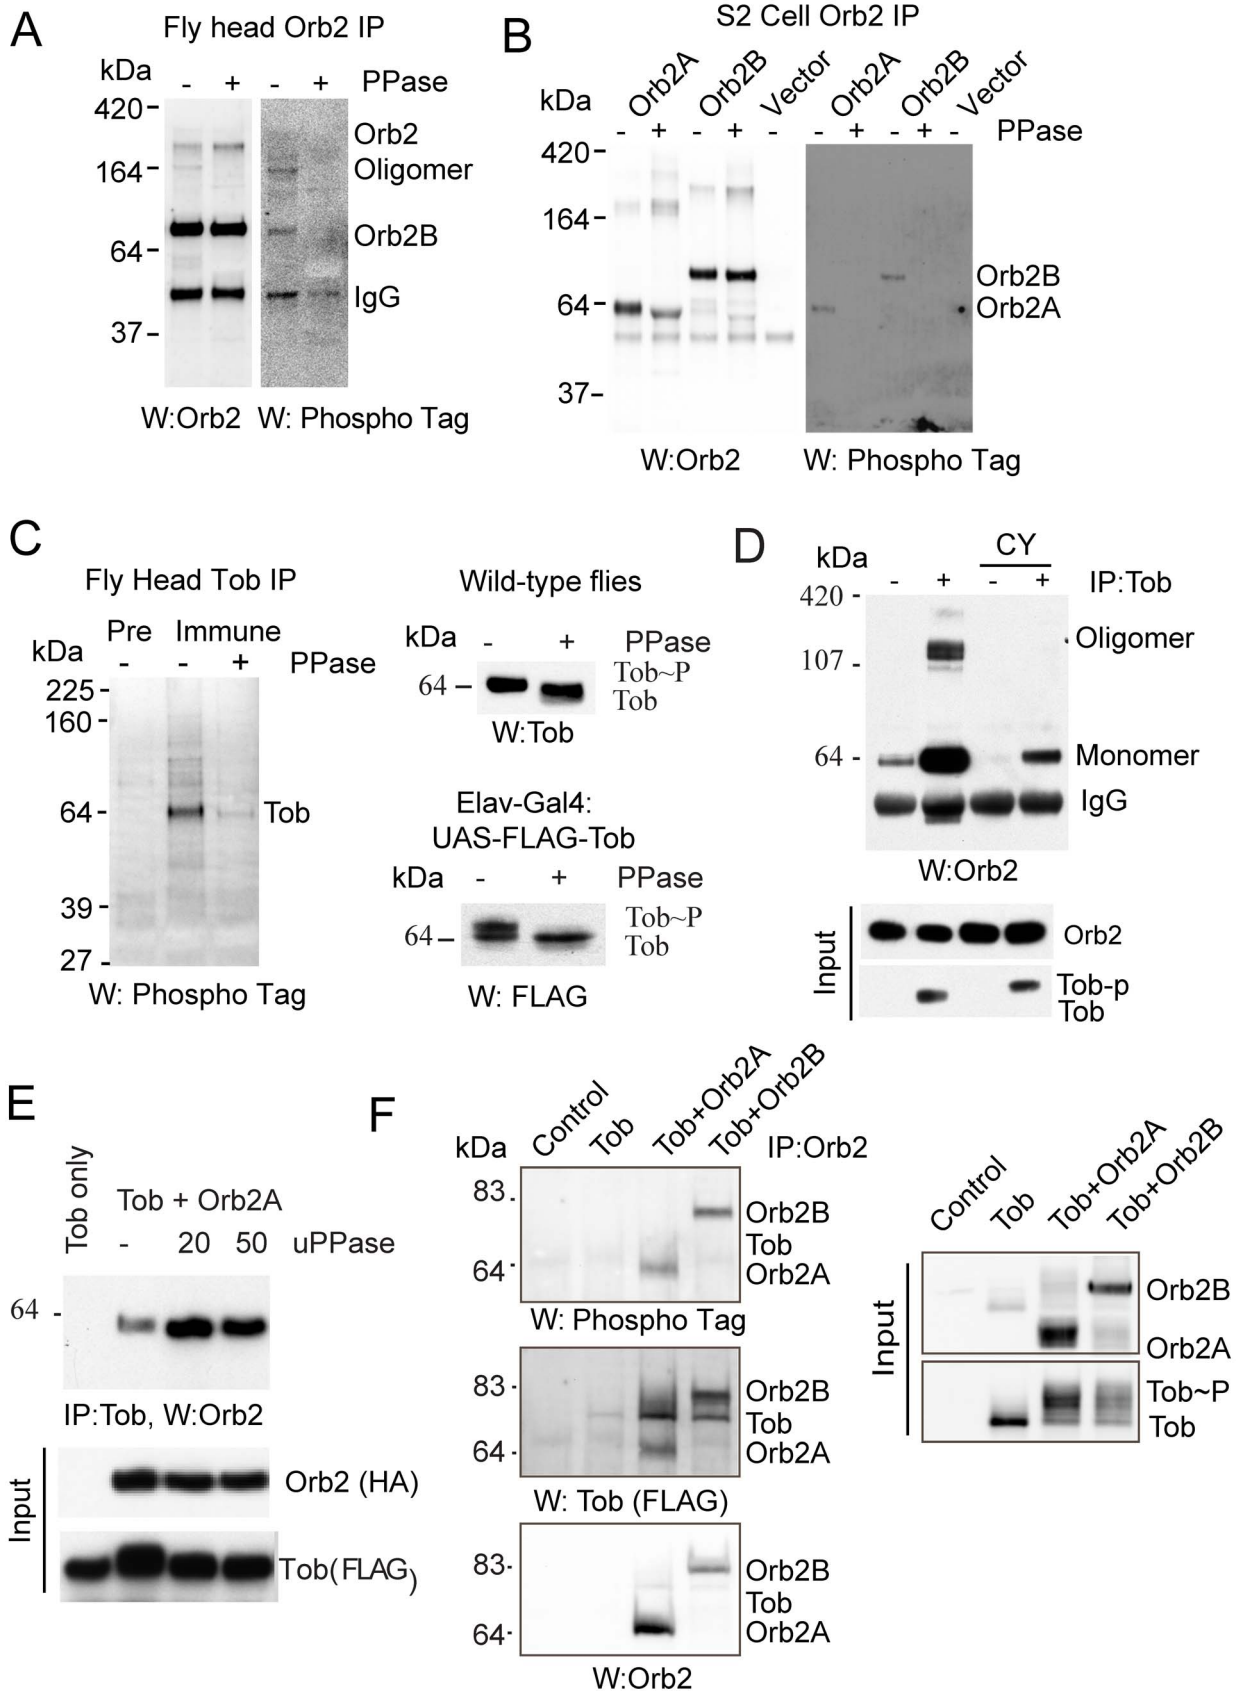 A
Fly head Orb2 IP
kDa
- + - + PPase
420
164
64
37
Orb2
Oligomer
Orb2B
IgG
W:Orb2 W: Phospho Tag
B
S2 Cell Orb2 IP
kDa
Orb2A Orb2B Vector Orb2A Orb2B Vector
- + - + - - + - + - PPase
420
164
64
37
Orb2B
Orb2A
W:Orb2 W: Phospho Tag
C
Fly Head Tob IP
Pre Immune
kDa
- - + PPase
225
160
64
39
27
Tob
W: Phospho Tag
Wild-type flies
kDa - + PPase
64
Tob~P
Tob
W:Tob
Elav-Gal4:
UAS-FLAG-Tob
kDa - + PPase
64
Tob~P
Tob
W: FLAG
D
CY
kDa
- + - + IP:Tob
420
107
64
Oligomer
Monomer
IgG
W:Orb2
Input
Orb2
Tob-p
Tob
E
Tob only
Tob + Orb2A
- 20 50 uPPase
64
IP:Tob, W:Orb2
Input
Orb2 (HA)
Tob(FLAG)
F
Control Tob Tob+Orb2A Tob+Orb2B
kDa
IP:Orb2
83
64
Orb2B
Tob
Orb2A
W: Phospho Tag
83
64
Orb2B
Tob
Orb2A
W: Tob (FLAG)
83
64
Orb2B
Tob
Orb2A
W:Orb2
Control Tob Tob+Orb2A Tob+Orb2B
Input
Orb2B
Orb2A
Tob~P
Tob